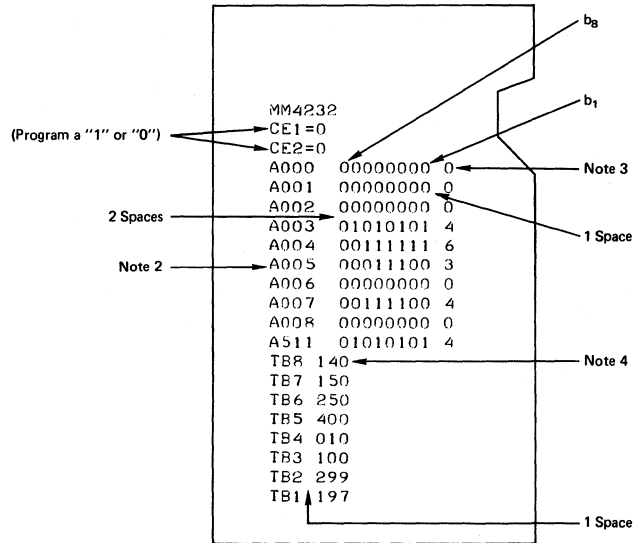 b8
MM4232
b1
CE1=0
(Program a "1" or "0")
CE2=0
A000 00000000 0
Note 3
A001 00000000 0
A002 00000000 0
2 Spaces
A003 01010101 4
1 Space
A004 00111111 6
Note 2
A005 00011100 3
A006 00000000 0
A007 00111100 4
A008 00000000 0
A511 01010101 4
TB8 140
Note 4
TB7 150
TB6 250
TB5 400
TB4 010
TB3 100
TB2 299
TB1 197
1 Space